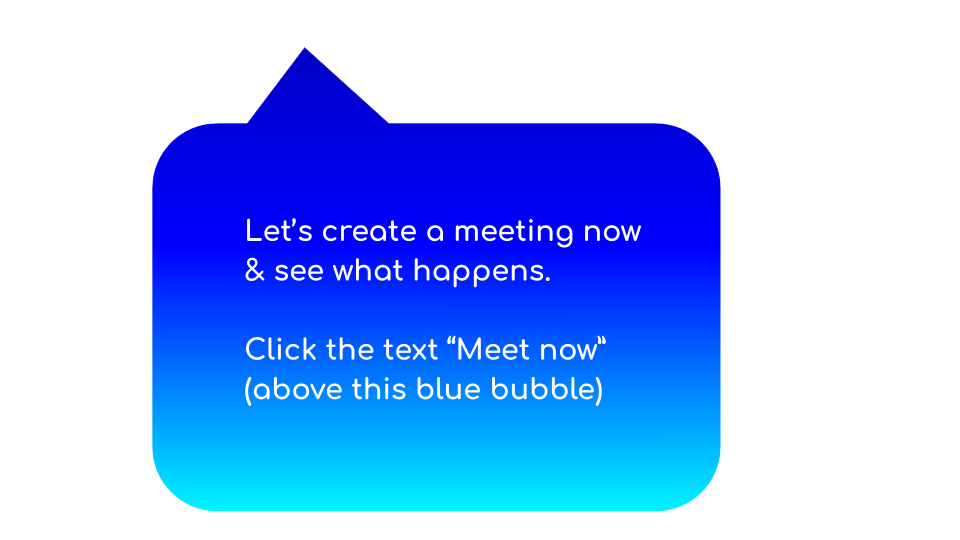 Let’s create a meeting now
& see what happens.
Click the text “Meet now”
(above this blue bubble)